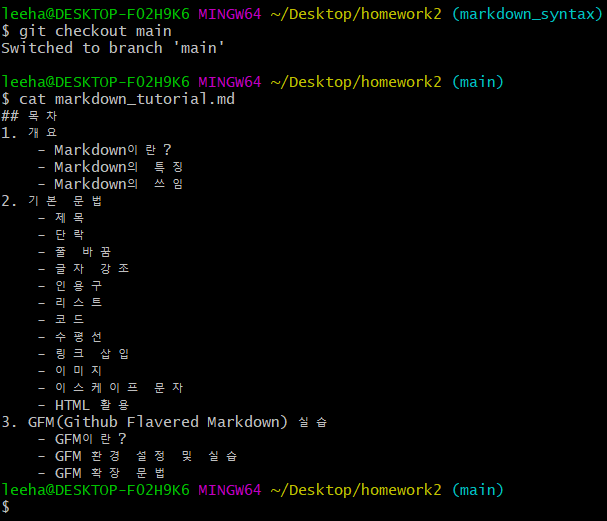 leeha@DESKTOP-FO2H9K6 MINGW64 ~/Desktop/homework2 (markdown_syntax)
$ git checkout main
Switched to branch 'main'
leeha@DESKTOP-FO2H9K6 MINGW64 ~/Desktop/homework2 (main)
$ cat markdown_tutorial.md
## 목차
1. 개요
    - Markdown이란?
    - Markdown의 특징
    - Markdown의 쓰임
2. 기본 문법
    - 제목
    - 단락
    - 줄 바꿈
    - 글자 강조
    - 인용구
    - 리스트
    - 코드
    - 수평선
    - 링크 삽입
    - 이미지
    - 이스케이프 문자
    - HTML 활용
3. GFM(Github Flavered Markdown) 실습
    - GFM이란?
    - GFM 환경 설정 및 실습
    - GFM 확장 문법
leeha@DESKTOP-FO2H9K6 MINGW64 ~/Desktop/homework2 (main)
$